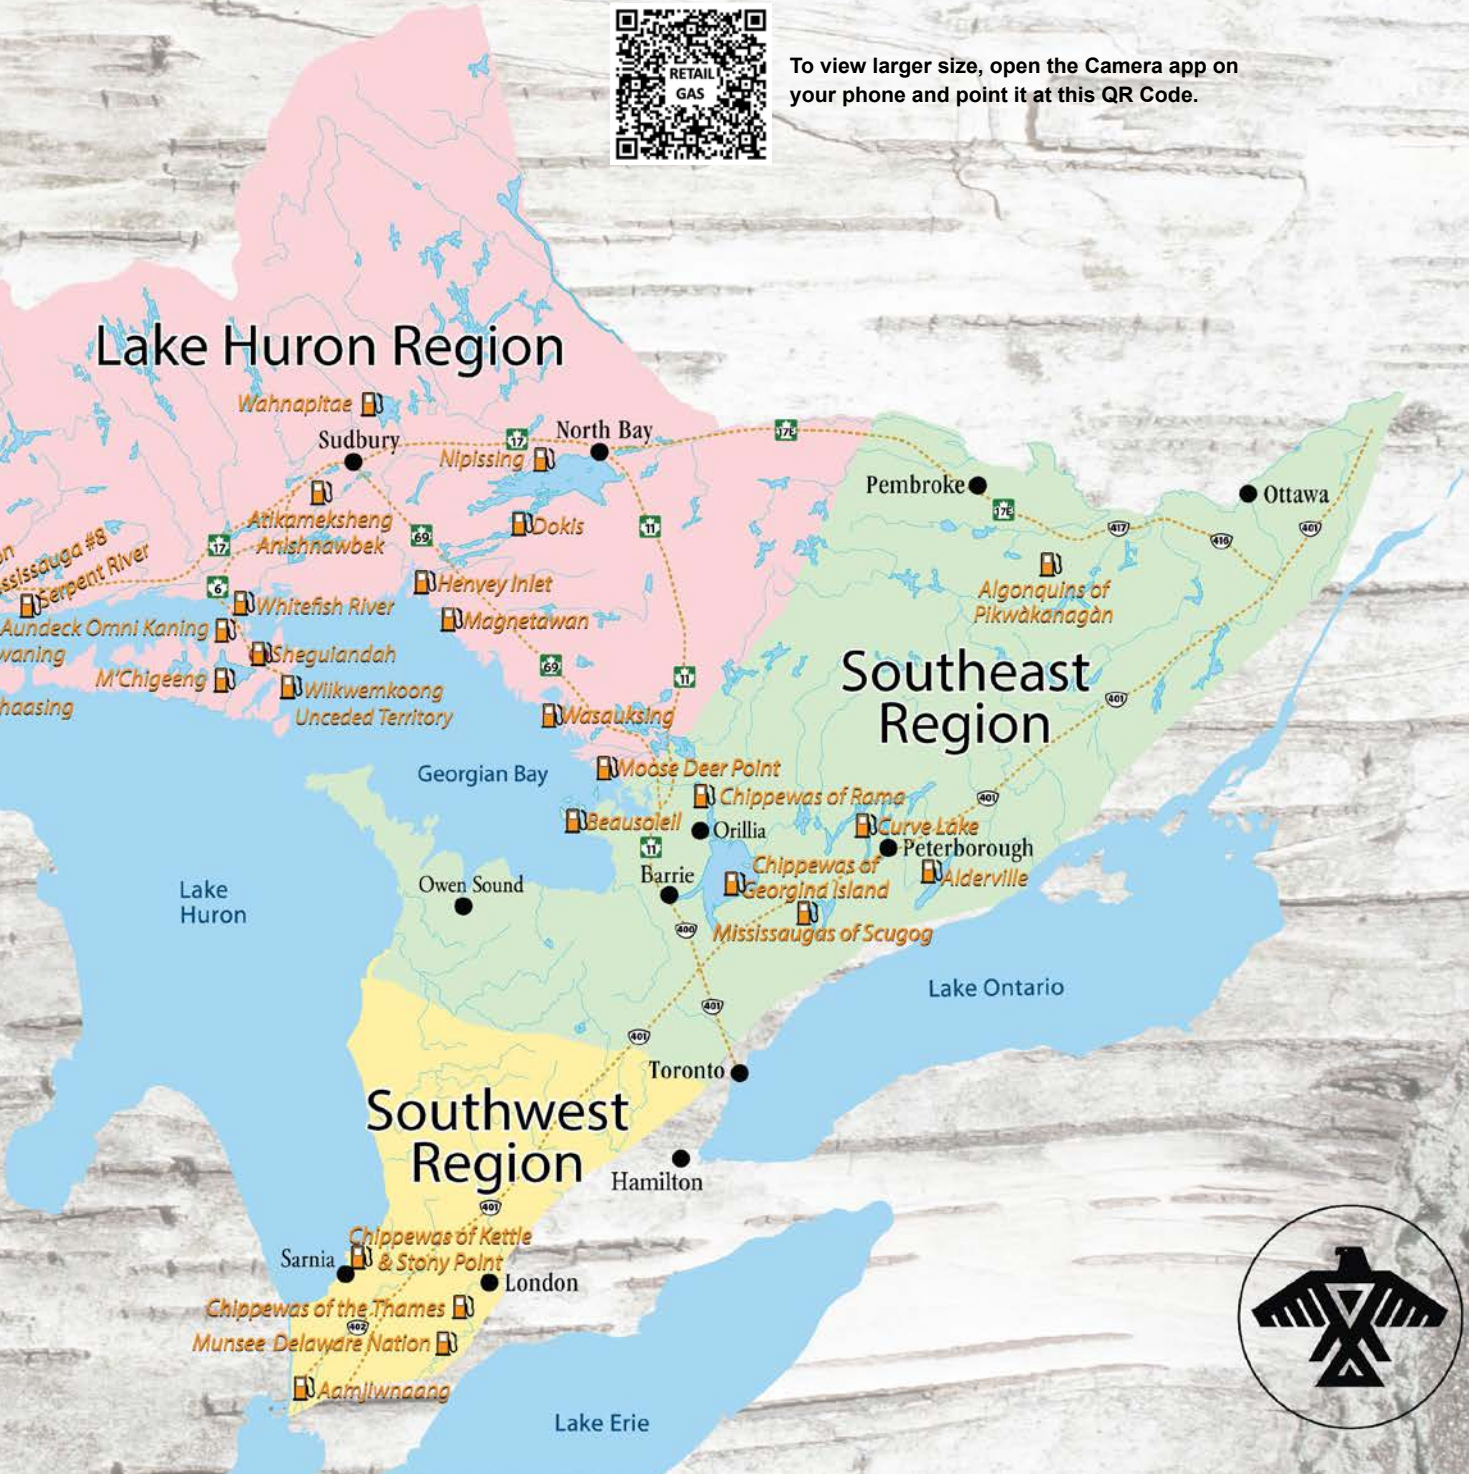 RETAIL
GAS
To view larger size, open the Camera app on
your phone and point it at this QR Code.
Lake Huron Region
Wahnapitae
Sudbury
17
North Bay
17E
Nipissing
Pembroke
Ottawa
17E
417
416
401
Atikameksheng
Anishnawbek
Dokis
11
69
17
#8
Serpent River
6
Henvey Inlet
Algonquins of
Pikwàkanagàn
Whitefish River
Magnetawan
Aundeck Omni Kaning
Sheguiandah
M'Chigeeng
Wiikwemkoong
Unceded Territory
69
11
Southeast
Region
401
Wasauksing
Georgian Bay
Moose Deer Point
Chippewas of Rama
401
Beausoleil
Orillia
Curve Lake
Peterborough
11
Barrie
Chippewas of
Georgina Island
Alderville
Lake
Huron
Owen Sound
400
Mississaugas of Scugog
Lake Ontario
401
401
Toronto
Southwest
Region
Hamilton
401
Chippewas of Kettle
& Stony Point
Sarnia
London
Chippewas of the Thames
402
Munsee Delaware Nation
Aamjiwnaang
Lake Erie